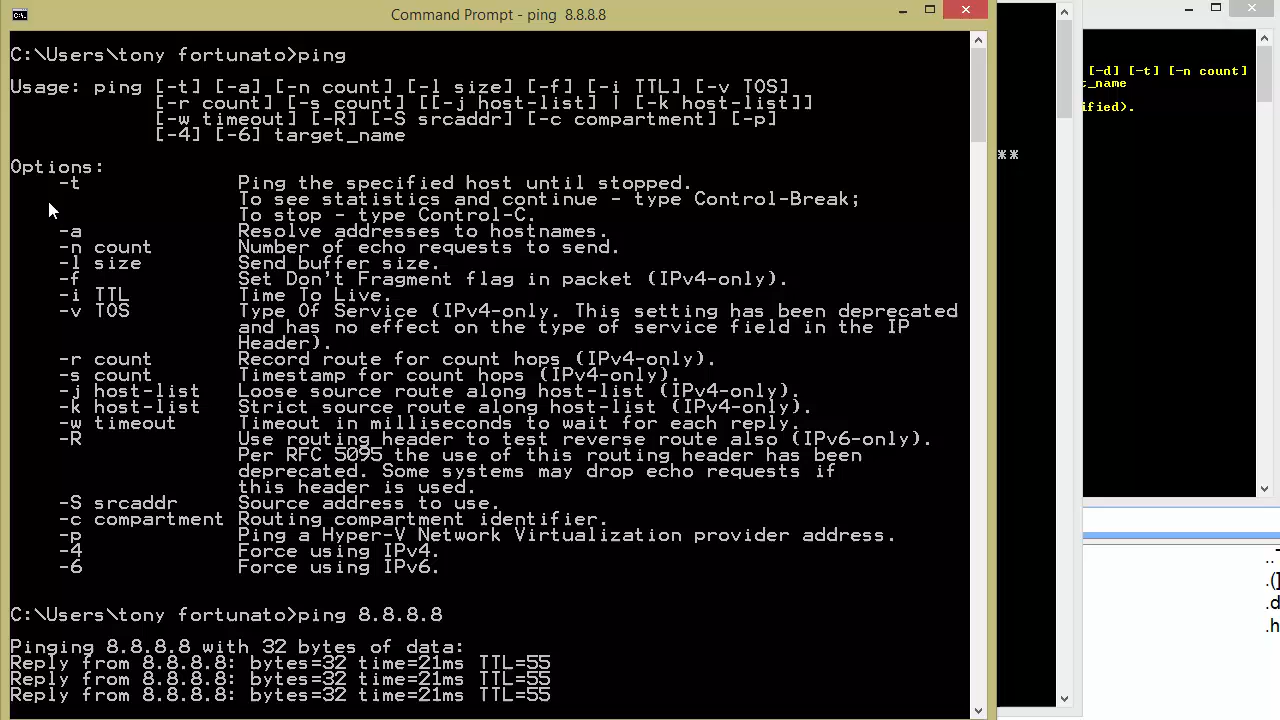 Command Prompt - ping 8.8.8.8
C:\Users\tony fortunato>ping
Usage: ping [-t] [-a] [-n count] [-l size] [-f] [-i TTL] [-v TOS]
[-r count] [-s count] [[-j host-list] | [-k host-list]]
[-w timeout] [-R] [-S srcaddr] [-c compartment] [-p]
[-4] [-6] target_name
Options:
-t Ping the specified host until stopped.
To see statistics and continue - type Control-Break;
To stop - type Control-C.
-a Resolve addresses to hostnames.
-n count Number of echo requests to send.
-l size Send buffer size.
-f Set Don't Fragment flag in packet (IPv4-only).
-i TTL Time To Live.
-v TOS Type Of Service (IPv4-only. This setting has been deprecated
and has no effect on the type of service field in the IP
Header).
-r count Record route for count hops (IPv4-only).
-s count Timestamp for count hops (IPv4-only).
-j host-list Loose source route along host-list (IPv4-only).
-k host-list Strict source route along host-list (IPv4-only).
-w timeout Timeout in milliseconds to wait for each reply.
-R Use routing header to test reverse route also (IPv6-only).
Per RFC 5095 the use of this routing header has been
deprecated. Some systems may drop echo requests if
this header is used.
-S srcaddr Source address to use.
-c compartment Routing compartment identifier.
-p Ping a Hyper-V Network Virtualization provider address.
-4 Force using IPv4.
-6 Force using IPv6.
C:\Users\tony fortunato>ping 8.8.8.8
Pinging 8.8.8.8 with 32 bytes of data:
Reply from 8.8.8.8: bytes=32 time=21ms TTL=55
Reply from 8.8.8.8: bytes=32 time=21ms TTL=55
Reply from 8.8.8.8: bytes=32 time=21ms TTL=55
**
[-d] [-t] [-n count]
t_name
ified).